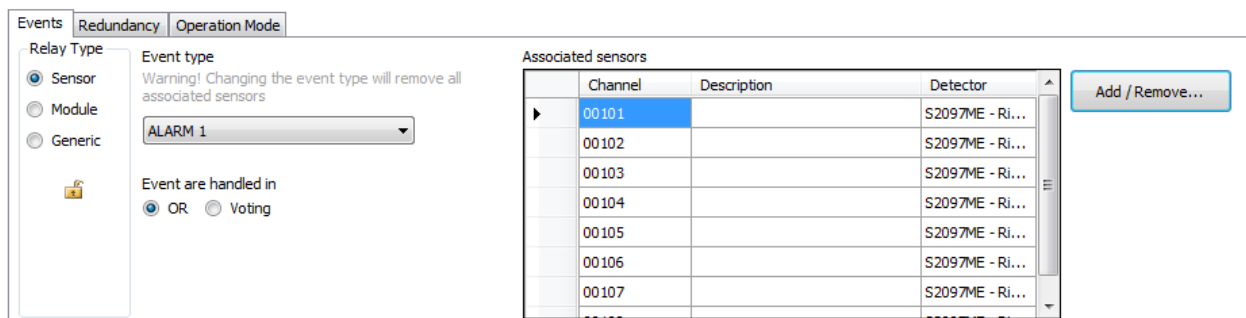 Events Redundancy Operation Mode
Relay Type
Sensor
Module
Generic
Event type
Warning! Changing the event type will remove all
associated sensors
ALARM 1
Event are handled in
OR Voting
Associated sensors
Channel Description Detector
00101 S2097ME - Ri...
00102 S2097ME - Ri...
00103 S2097ME - Ri...
00104 S2097ME - Ri...
00105 S2097ME - Ri...
00106 S2097ME - Ri...
00107 S2097ME - Ri...
Add / Remove...